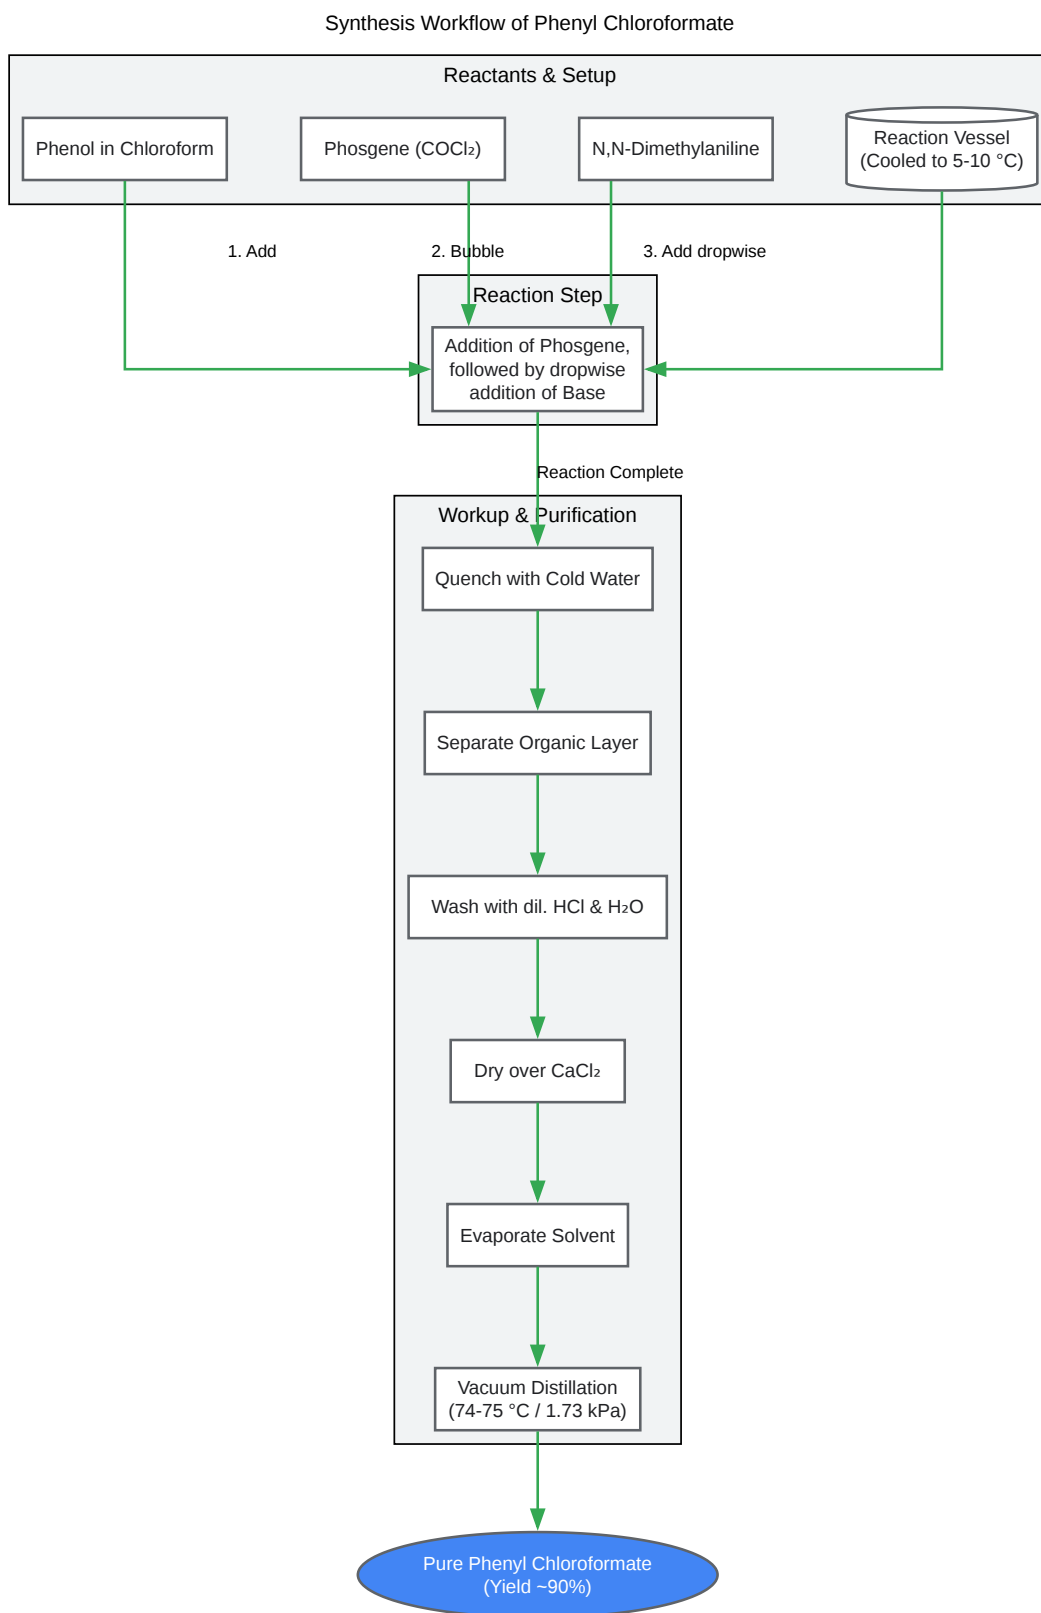 Synthesis Workflow of Phenyl Chloroformate
Reactants & Setup
Phenol in Chloroform
Phosgene (COCl₂)
N,N-Dimethylaniline
Reaction Vessel
(Cooled to 5-10 °C)
1. Add
2. Bubble
3. Add dropwise
Reaction Step
Addition of Phosgene,
followed by dropwise
addition of Base
Reaction Complete
Workup & Purification
Quench with Cold Water
Separate Organic Layer
Wash with dil. HCl & H₂O
Dry over CaCl₂
Evaporate Solvent
Vacuum Distillation
(74-75 °C / 1.73 kPa)
Pure Phenyl Chloroformate
(Yield ~90%)